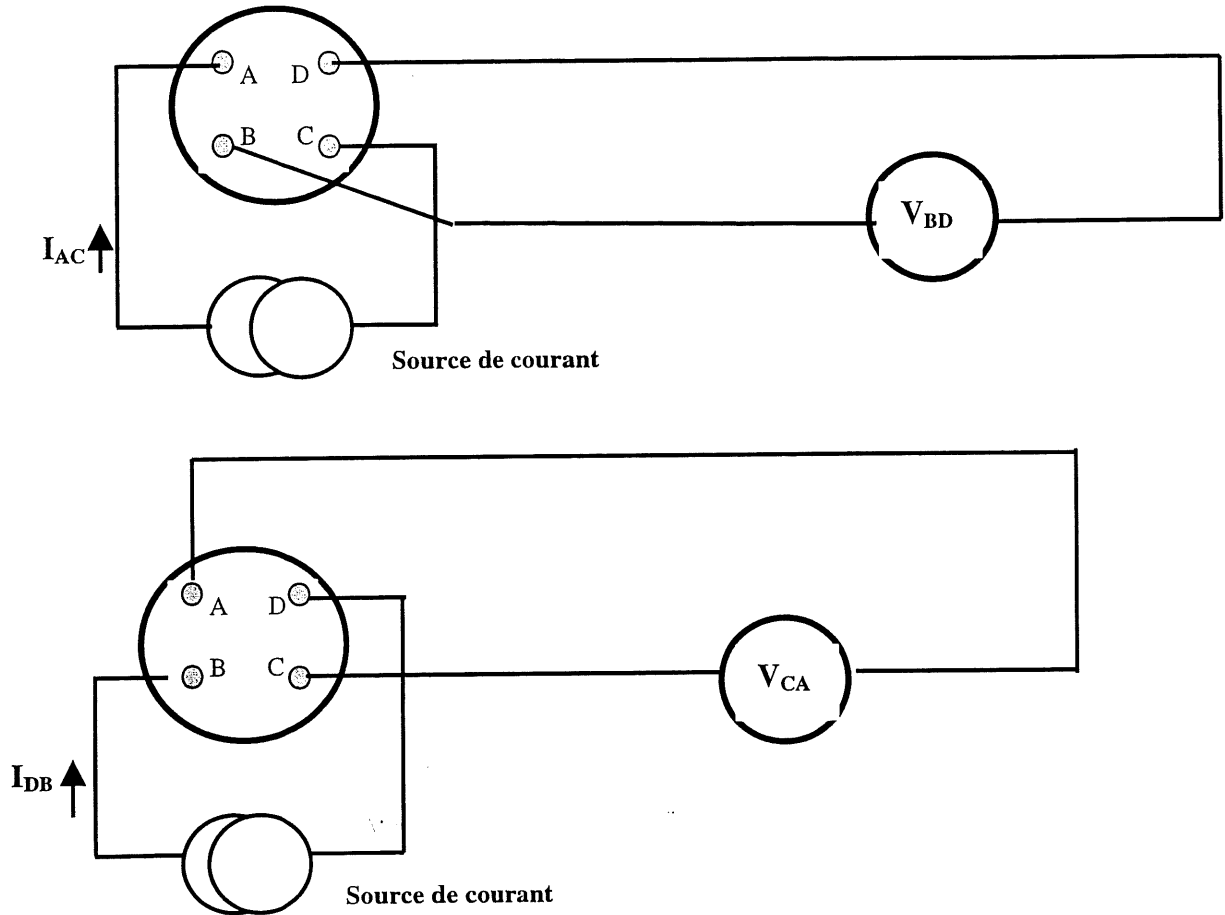 A D
B C
V_BD
I_AC
Source de courant
A D
B C
V_CA
I_DB
Source de courant